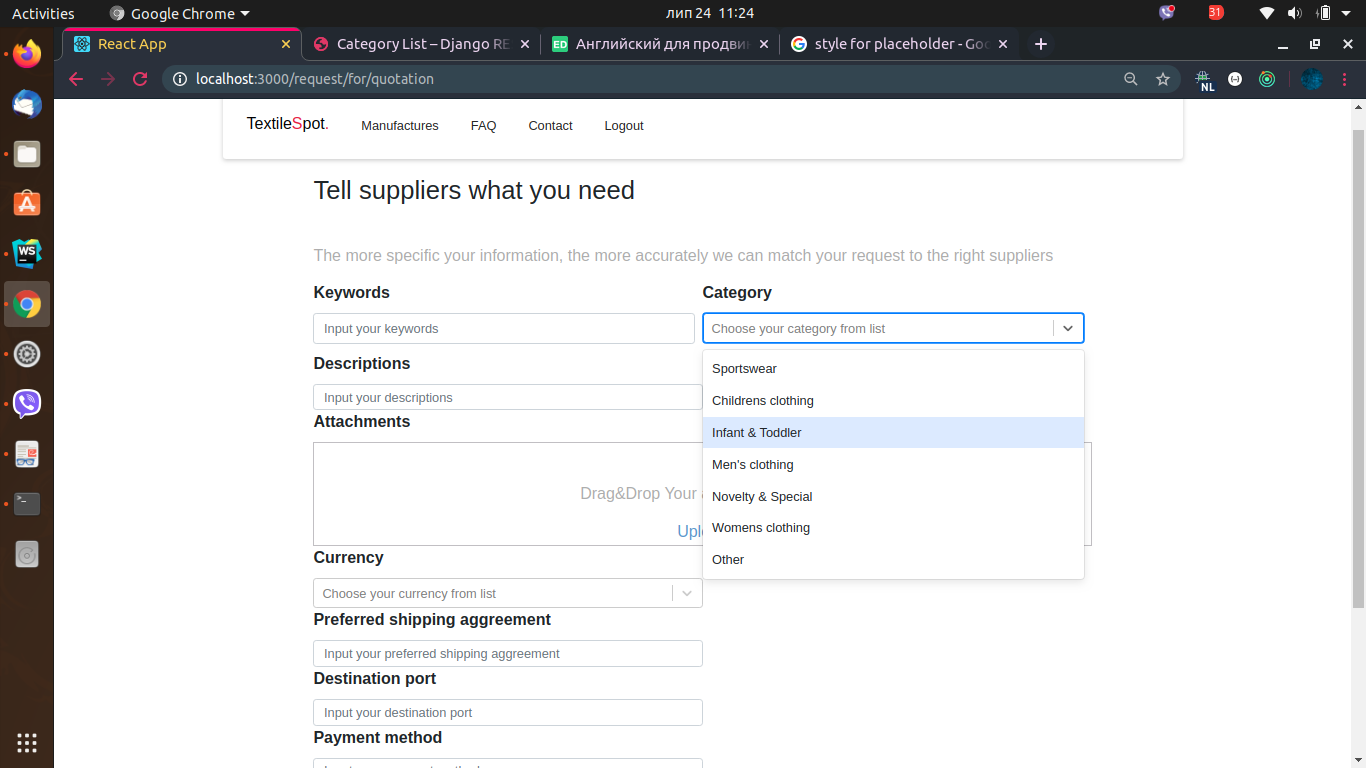 Activities Google Chrome лип 24 11:24 31
React App Category List – Django RE Английский для продвин style for placeholder - Goo
localhost:3000/request/for/quotation NL
TextileSpot. Manufactures FAQ Contact Logout
Tell suppliers what you need
The more specific your information, the more accurately we can match your request to the right suppliers
Keywords Category
Input your keywords Choose your category from list
Sportswear
Childrens clothing
Infant & Toddler
Men's clothing
Novelty & Special
Womens clothing
Other
Descriptions
Input your descriptions
Attachments
Drag&Drop Your
Uplo
Currency
Choose your currency from list
Preferred shipping aggreement
Input your preferred shipping aggreement
Destination port
Input your destination port
Payment method